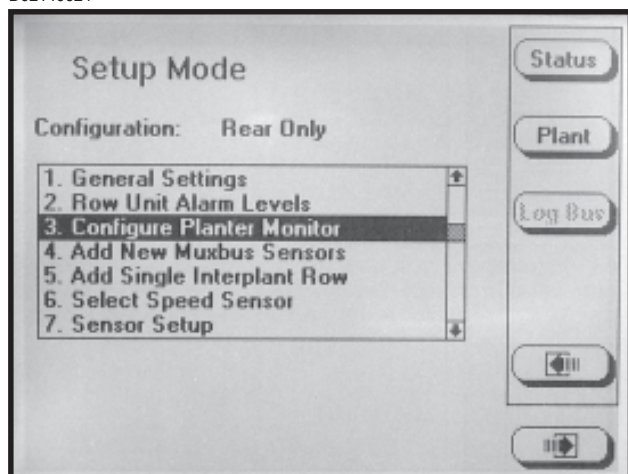 Setup Mode
Status
Configuration: Rear Only
Plant
1. General Settings
2. Row Unit Alarm Levels
3. Configure Planter Monitor
4. Add New Muxbus Sensors
5. Add Single Interplant Row
6. Select Speed Sensor
7. Sensor Setup
Log Bus